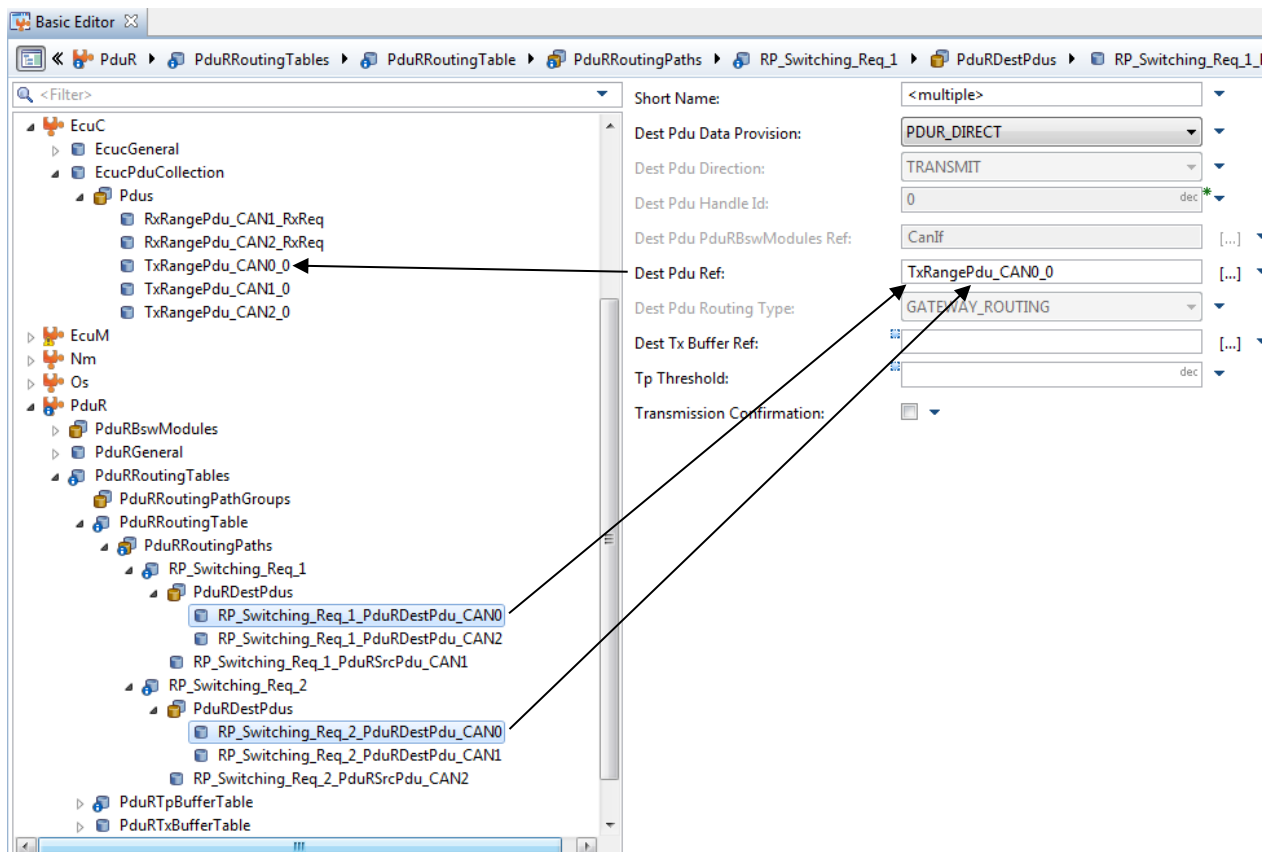 Basic Editor
« PduR PduRRoutingTables PduRRoutingTable PduRRoutingPaths RP_Switching_Req_1 PduRDestPdus RP_Switching_Req_1_
<Filter>
EcuC
EcucGeneral
EcucPduCollection
Pdus
RxRangePdu_CAN1_RxReq
RxRangePdu_CAN2_RxReq
TxRangePdu_CAN0_0
TxRangePdu_CAN1_0
TxRangePdu_CAN2_0
EcuM
Nm
Os
PduR
PduRBswModules
PduRGeneral
PduRRoutingTables
PduRRoutingPathGroups
PduRRoutingTable
PduRRoutingPaths
RP_Switching_Req_1
PduRDestPdus
RP_Switching_Req_1_PduRDestPdu_CAN0
RP_Switching_Req_1_PduRDestPdu_CAN2
RP_Switching_Req_1_PduRSrcPdu_CAN1
RP_Switching_Req_2
PduRDestPdus
RP_Switching_Req_2_PduRDestPdu_CAN0
RP_Switching_Req_2_PduRDestPdu_CAN1
RP_Switching_Req_2_PduRSrcPdu_CAN2
PduRTpBufferTable
PduRTxBufferTable
Short Name: <multiple>
Dest Pdu Data Provision: PDUR_DIRECT
Dest Pdu Direction: TRANSMIT
Dest Pdu Handle Id: 0 dec *
Dest Pdu PduRBswModules Ref: CanIf [...]
Dest Pdu Ref: TxRangePdu_CAN0_0 [...]
Dest Pdu Routing Type: GATEWAY_ROUTING
Dest Tx Buffer Ref: [...]
Tp Threshold: dec
Transmission Confirmation: